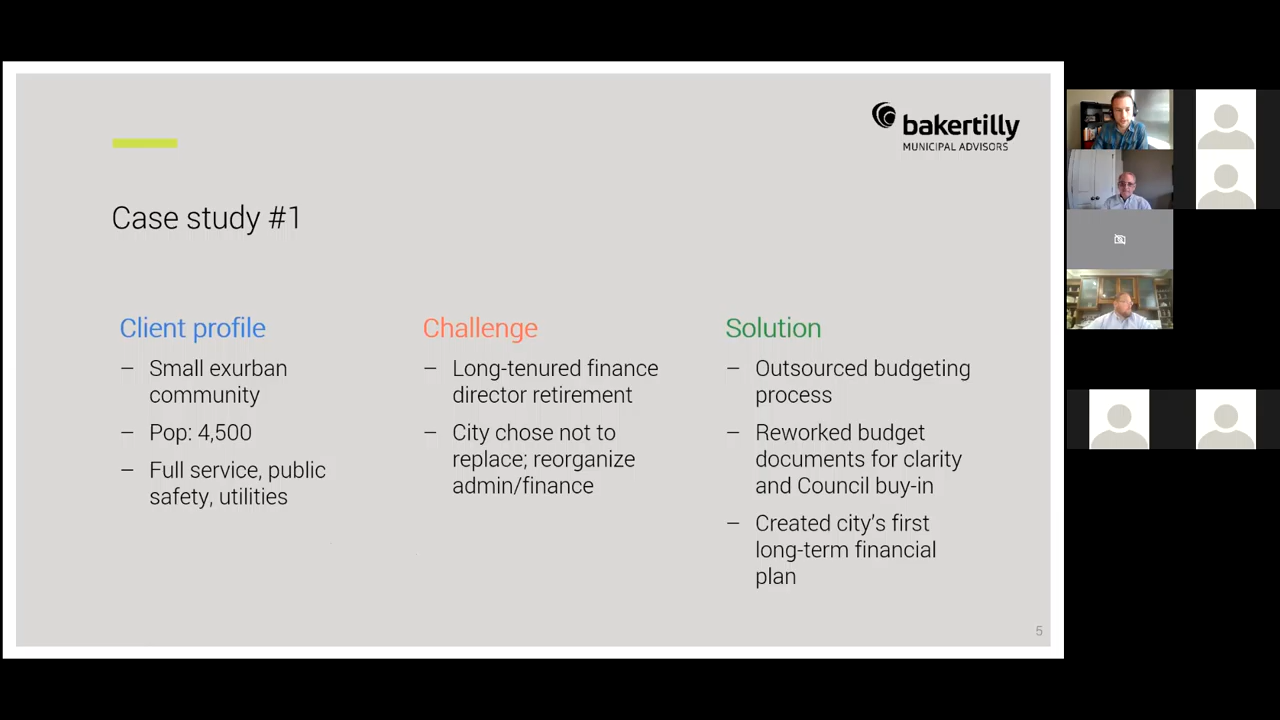 bakertilly
MUNICIPAL ADVISORS
Case study #1
Client profile
– Small exurban
community
– Pop: 4,500
– Full service, public
safety, utilities
Challenge
– Long-tenured finance
director retirement
– City chose not to
replace; reorganize
admin/finance
Solution
– Outsourced budgeting
process
– Reworked budget
documents for clarity
and Council buy-in
– Created city’s first
long-term financial
plan
5